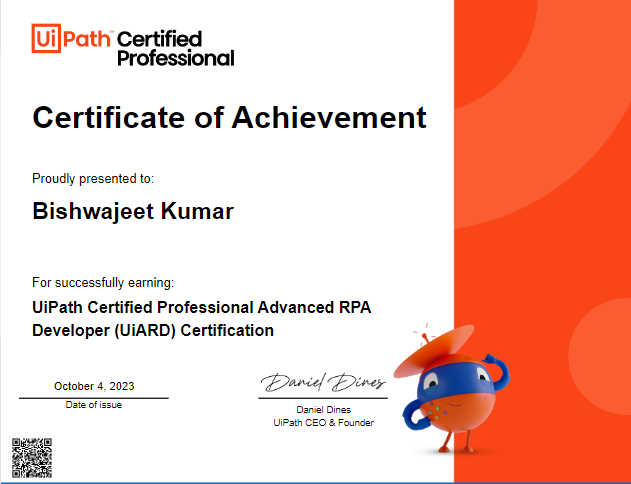 UiPath™ Certified
Professional
Certificate of Achievement
Proudly presented to:
Bishwajeet Kumar
For successfully earning:
UiPath Certified Professional Advanced RPA
Developer (UiARD) Certification
October 4, 2023
Date of issue
Daniel Dines
Daniel Dines
UiPath CEO & Founder